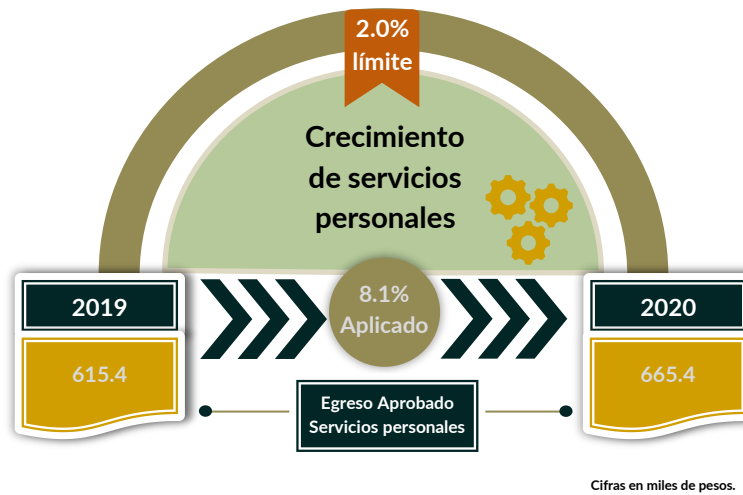 2.0%
límite
Crecimiento
de servicios
personales
2019
8.1%
Aplicado
2020
615.4
665.4
Egreso Aprobado
Servicios personales
Cifras en miles de pesos.